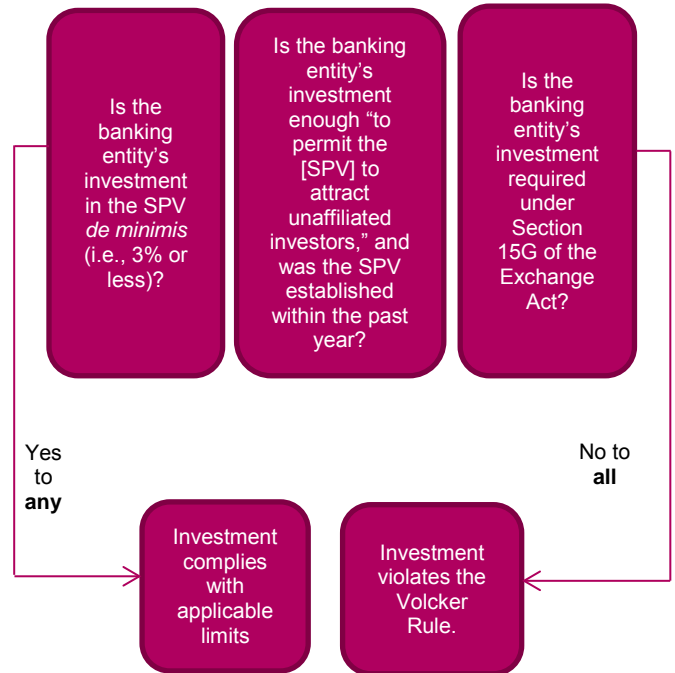 Is the
banking
entity’s
investment
in the SPV
de minimis
(i.e., 3% or
less)?
Is the banking
entity’s
investment
enough “to
permit the
[SPV] to
attract
unaffiliated
investors,” and
was the SPV
established
within the past
year?
Is the
banking
entity’s
investment
required
under
Section
15G of the
Exchange
Act?
Yes
to
any
No to
all
Investment
complies
with
applicable
limits
Investment
violates the
Volcker
Rule.